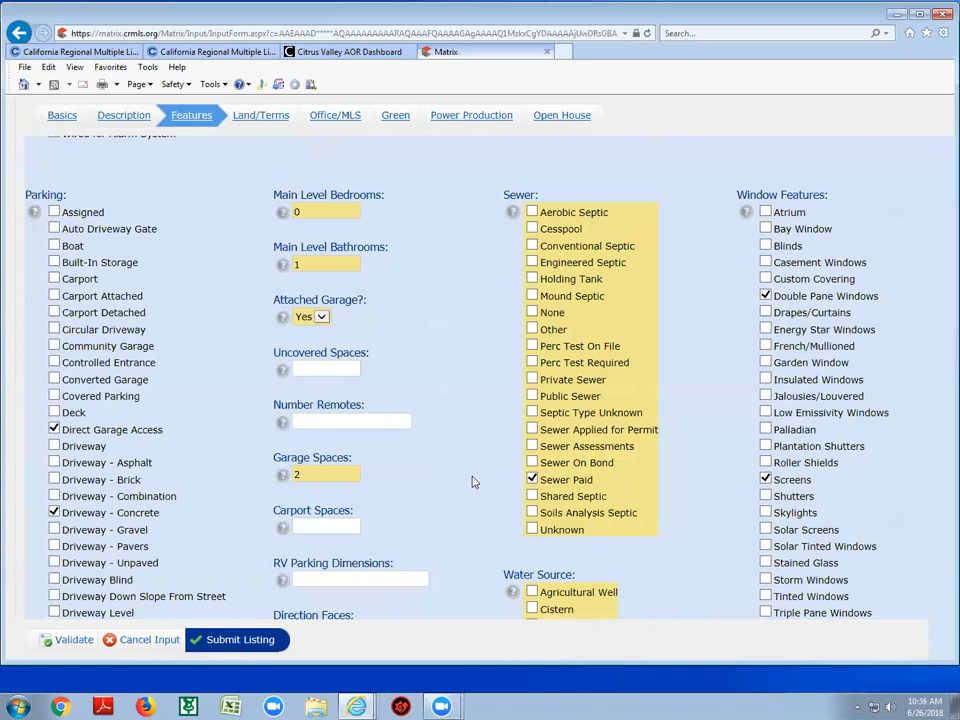 https://matrix.crmls.org/Matrix/Input/InputForm.aspx?c=AAEAAAD*****AQAAAAAAAAARAQAAAFQAAAAGAgAAAAQ1MzkxCgYDAAAAAjUwDRsGBA
Search...
California Regional Multiple Li...
California Regional Multiple Li...
Citrus Valley AOR Dashboard
Matrix
File Edit View Favorites Tools Help
Page Safety Tools
Basics Description Features Land/Terms Office/MLS Green Power Production Open House
Wired for Alarm System
Parking:
Assigned
Auto Driveway Gate
Boat
Built-In Storage
Carport
Carport Attached
Carport Detached
Circular Driveway
Community Garage
Controlled Entrance
Converted Garage
Covered Parking
Deck
Direct Garage Access
Driveway
Driveway - Asphalt
Driveway - Brick
Driveway - Combination
Driveway - Concrete
Driveway - Gravel
Driveway - Pavers
Driveway - Unpaved
Driveway Blind
Driveway Down Slope From Street
Driveway Level
Main Level Bedrooms:
0
Main Level Bathrooms:
1
Attached Garage?:
Yes
Uncovered Spaces:
Number Remotes:
Garage Spaces:
2
Carport Spaces:
RV Parking Dimensions:
Direction Faces:
Sewer:
Aerobic Septic
Cesspool
Conventional Septic
Engineered Septic
Holding Tank
Mound Septic
None
Other
Perc Test On File
Perc Test Required
Private Sewer
Public Sewer
Septic Type Unknown
Sewer Applied for Permit
Sewer Assessments
Sewer On Bond
Sewer Paid
Shared Septic
Soils Analysis Septic
Unknown
Water Source:
Agricultural Well
Cistern
Window Features:
Atrium
Bay Window
Blinds
Casement Windows
Custom Covering
Double Pane Windows
Drapes/Curtains
Energy Star Windows
French/Mullioned
Garden Window
Insulated Windows
Jalousies/Louvered
Low Emissivity Windows
Palladian
Plantation Shutters
Roller Shields
Screens
Shutters
Skylights
Solar Screens
Solar Tinted Windows
Stained Glass
Storm Windows
Tinted Windows
Triple Pane Windows
Validate Cancel Input Submit Listing
10:36 AM
6/26/2018